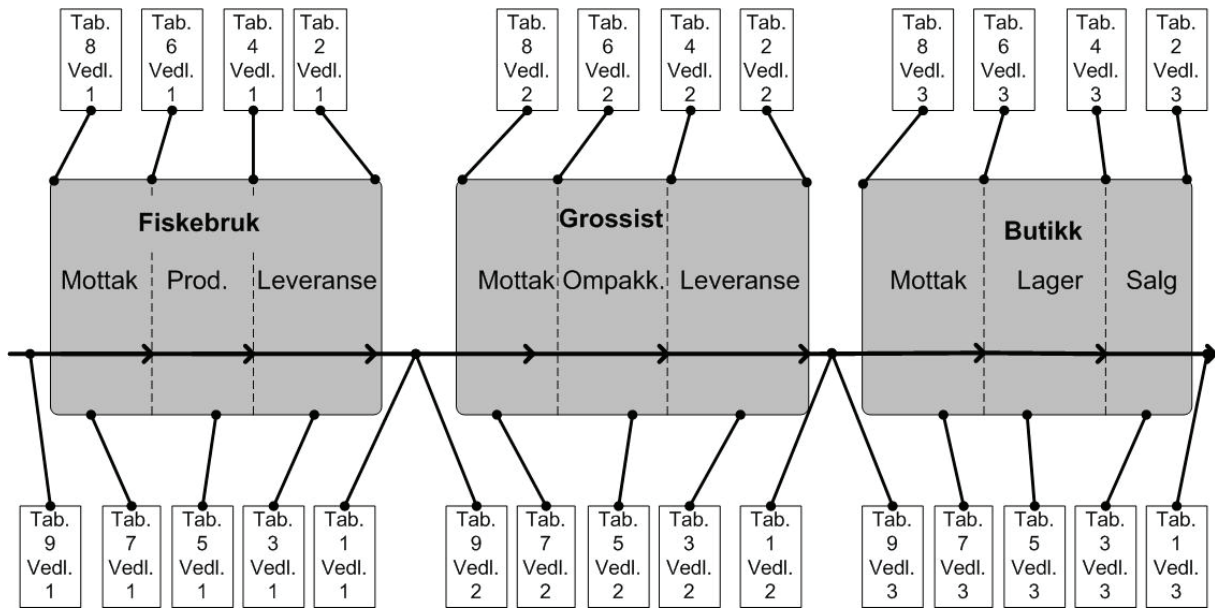 Tab.
8
Vedl.
1
Tab.
6
Vedl.
1
Tab.
4
Vedl.
1
Tab.
2
Vedl.
1
Tab.
8
Vedl.
2
Tab.
6
Vedl.
2
Tab.
4
Vedl.
2
Tab.
2
Vedl.
2
Tab.
8
Vedl.
3
Tab.
6
Vedl.
3
Tab.
4
Vedl.
3
Tab.
2
Vedl.
3
Fiskebruk
Mottak
Prod.
Leveranse
Grossist
Mottak
Ompakk.
Leveranse
Butikk
Mottak
Lager
Salg
Tab.
9
Vedl.
1
Tab.
7
Vedl.
1
Tab.
5
Vedl.
1
Tab.
3
Vedl.
1
Tab.
1
Vedl.
1
Tab.
9
Vedl.
2
Tab.
7
Vedl.
2
Tab.
5
Vedl.
2
Tab.
3
Vedl.
2
Tab.
1
Vedl.
2
Tab.
9
Vedl.
3
Tab.
7
Vedl.
3
Tab.
5
Vedl.
3
Tab.
3
Vedl.
3
Tab.
1
Vedl.
3